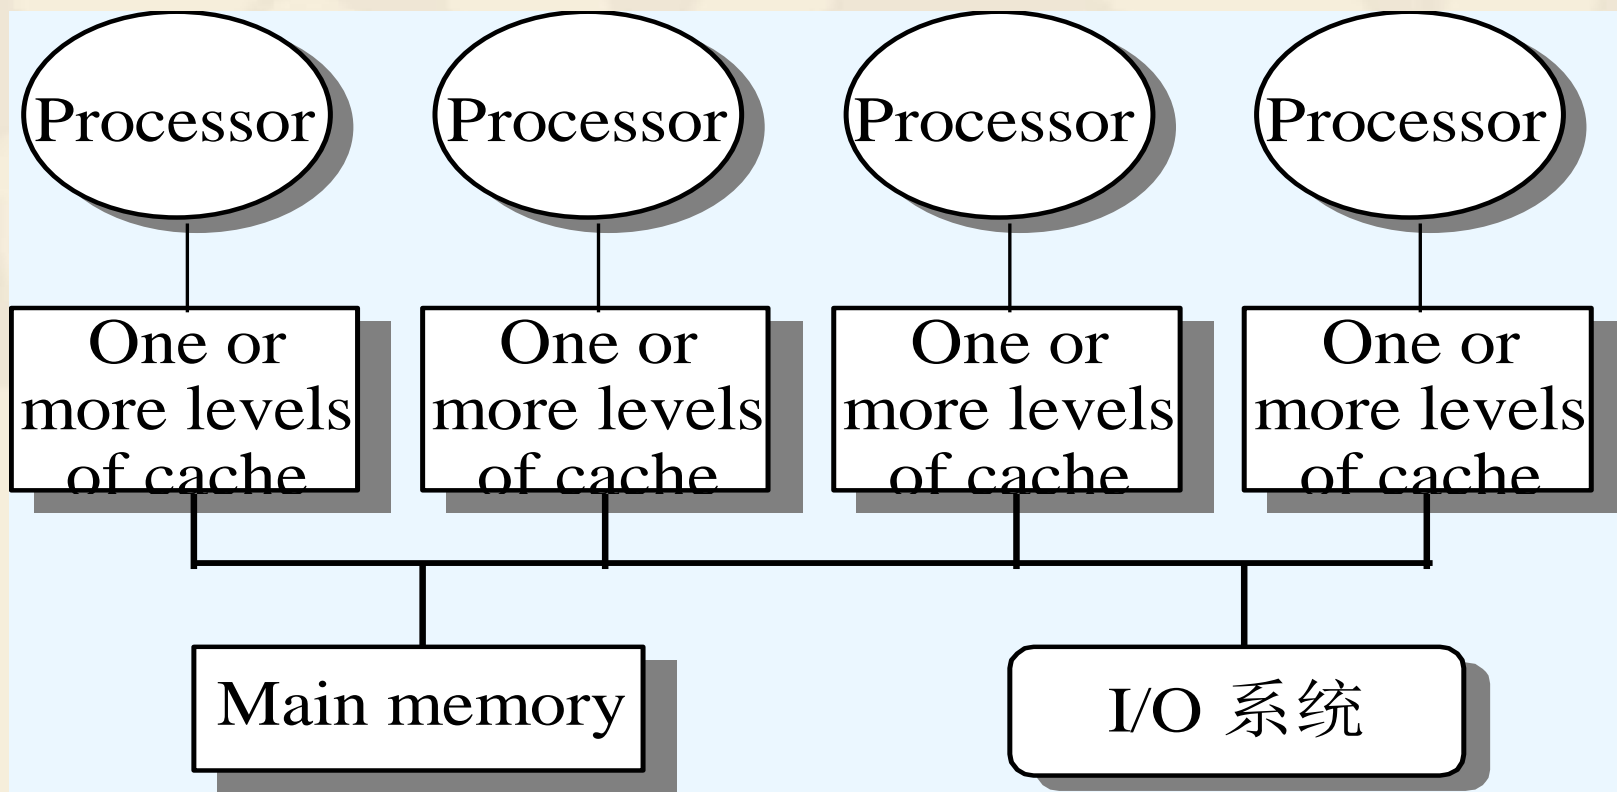 Processor Processor Processor Processor
One or One or One or One or
more levels more levels more levels more levels
of cache of cache of cache of cache
Main memory I/O 系统